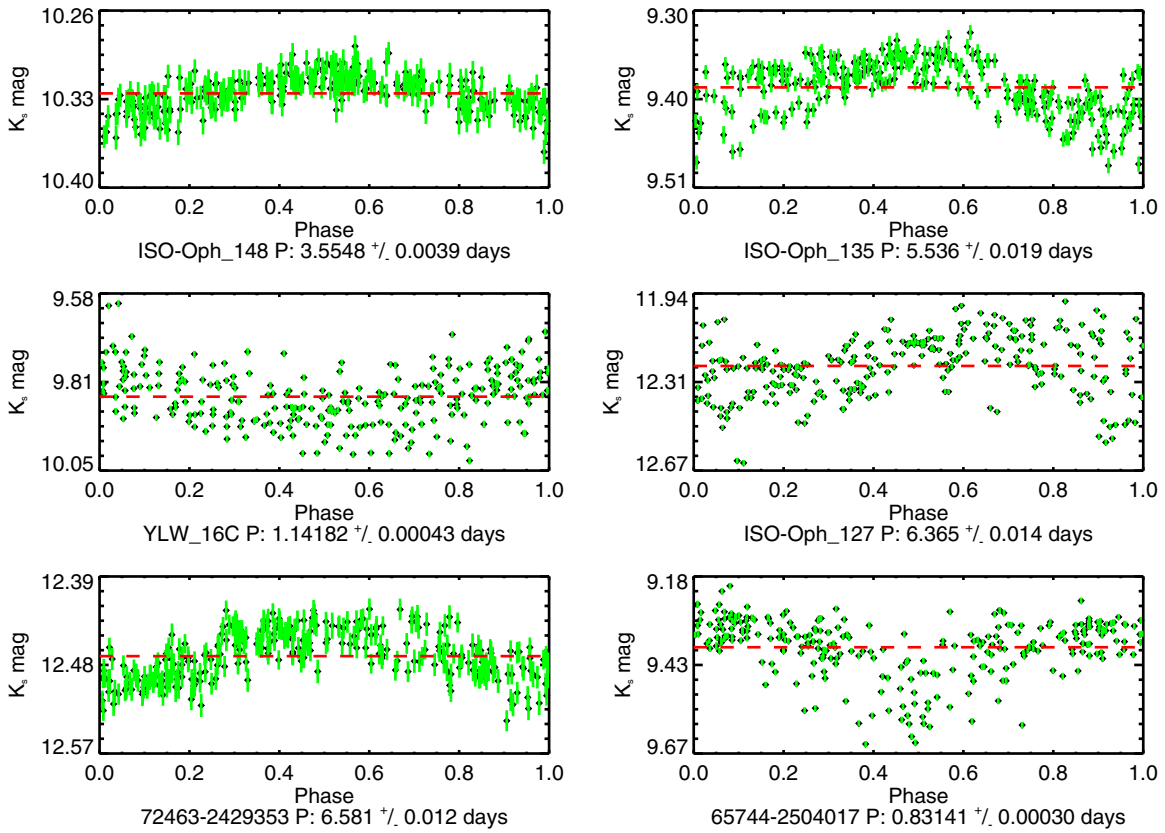 10.26
10.33
10.40
K_s mag
0.0 0.2 0.4 0.6 0.8 1.0
Phase
ISO-Oph_148 P: 3.5548 +/- 0.0039 days
9.30
9.40
9.51
K_s mag
0.0 0.2 0.4 0.6 0.8 1.0
Phase
ISO-Oph_135 P: 5.536 +/- 0.019 days
9.58
9.81
10.05
K_s mag
0.0 0.2 0.4 0.6 0.8 1.0
Phase
YLW_16C P: 1.14182 +/- 0.00043 days
11.94
12.31
12.67
K_s mag
0.0 0.2 0.4 0.6 0.8 1.0
Phase
ISO-Oph_127 P: 6.365 +/- 0.014 days
12.39
12.48
12.57
K_s mag
0.0 0.2 0.4 0.6 0.8 1.0
Phase
72463-2429353 P: 6.581 +/- 0.012 days
9.18
9.43
9.67
K_s mag
0.0 0.2 0.4 0.6 0.8 1.0
Phase
65744-2504017 P: 0.83141 +/- 0.00030 days